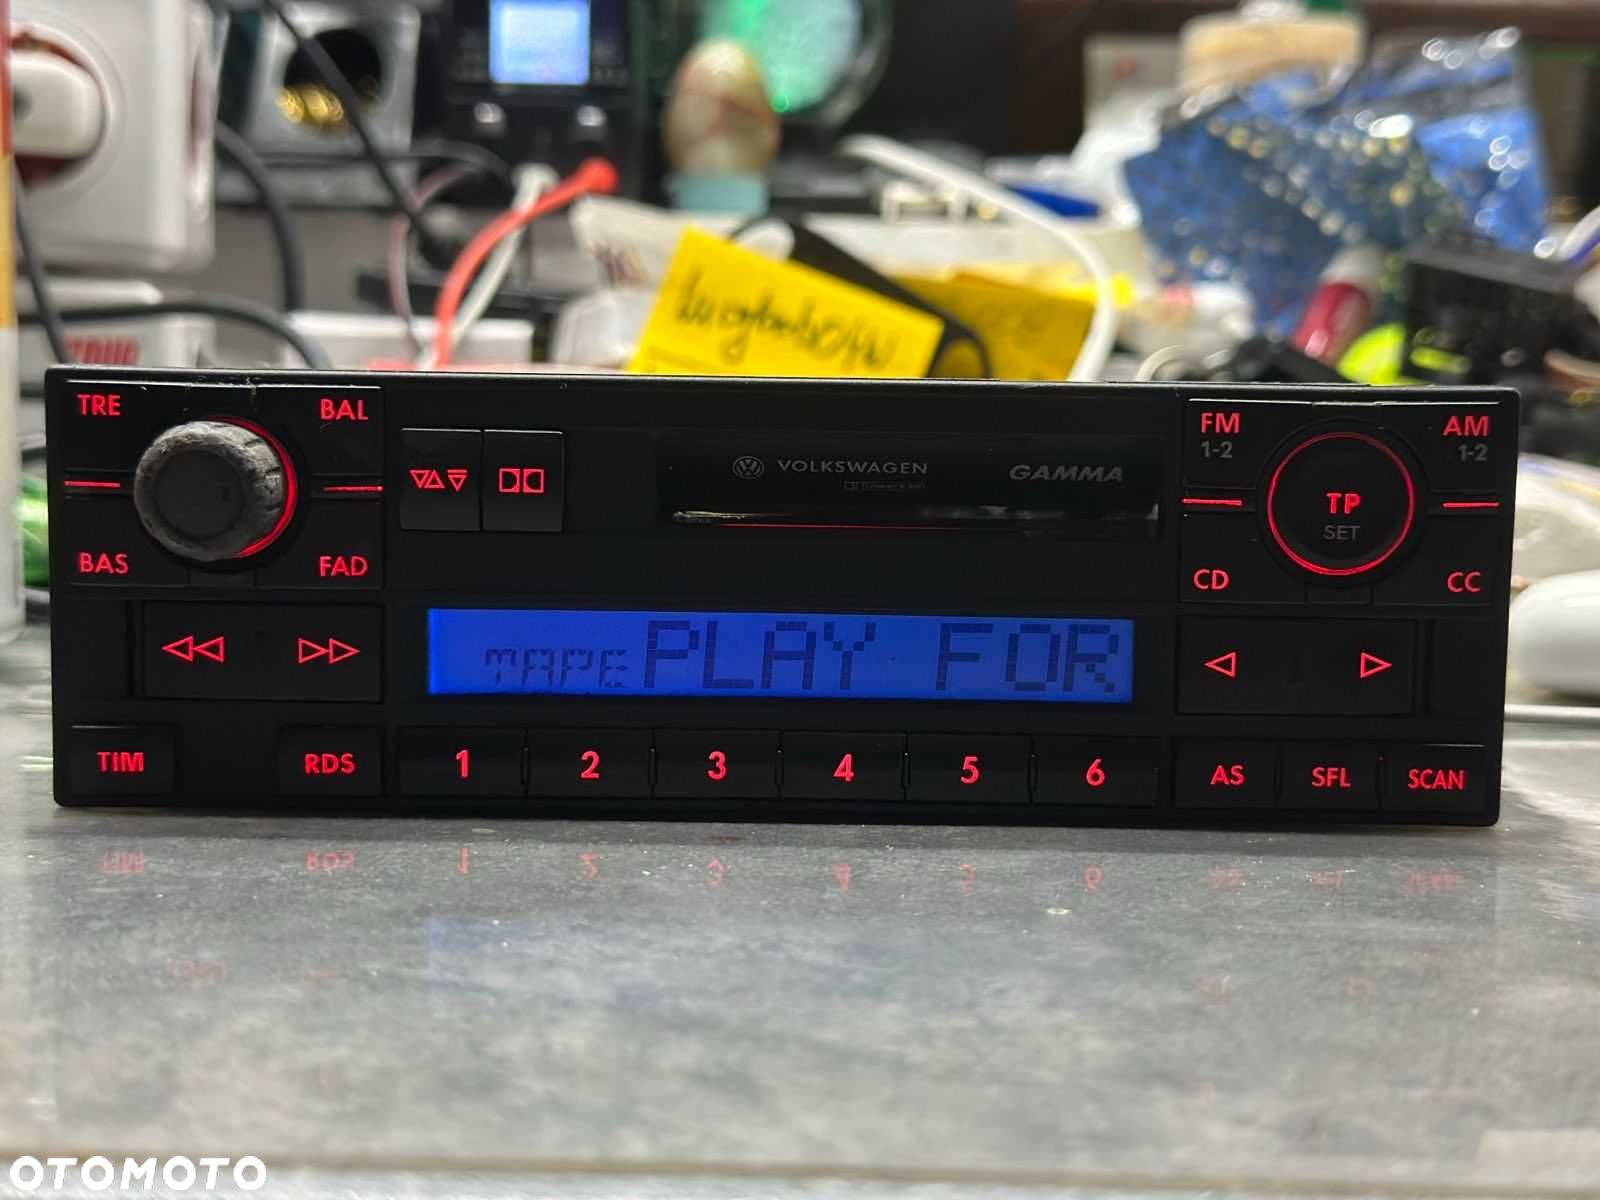 TRE
BAL
BAS
FAD
VOLKSWAGEN
GAMMA
FM
1-2
AM
1-2
TP
SET
CD
CC
TAPE PLAY FOR
TIM
RDS
1
2
3
4
5
6
AS
SFL
SCAN
OTOMOTO